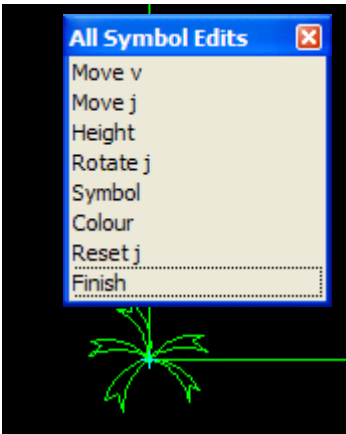 All Symbol Edits
Move v
Move j
Height
Rotate j
Symbol
Colour
Reset j
Finish